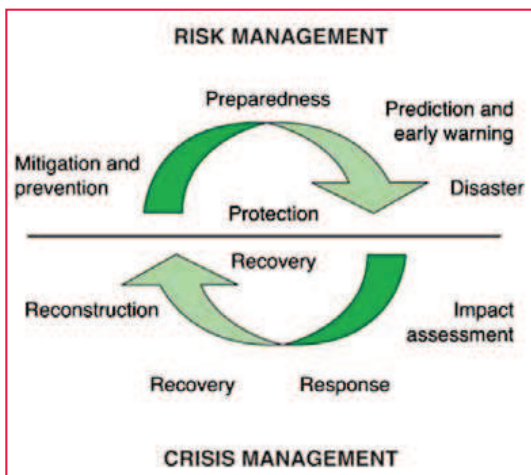 RISK MANAGEMENT
Preparedness
Prediction and
early warning
Mitigation and
prevention
Disaster
Protection
Recovery
Reconstruction
Impact
assessment
Recovery
Response
CRISIS MANAGEMENT